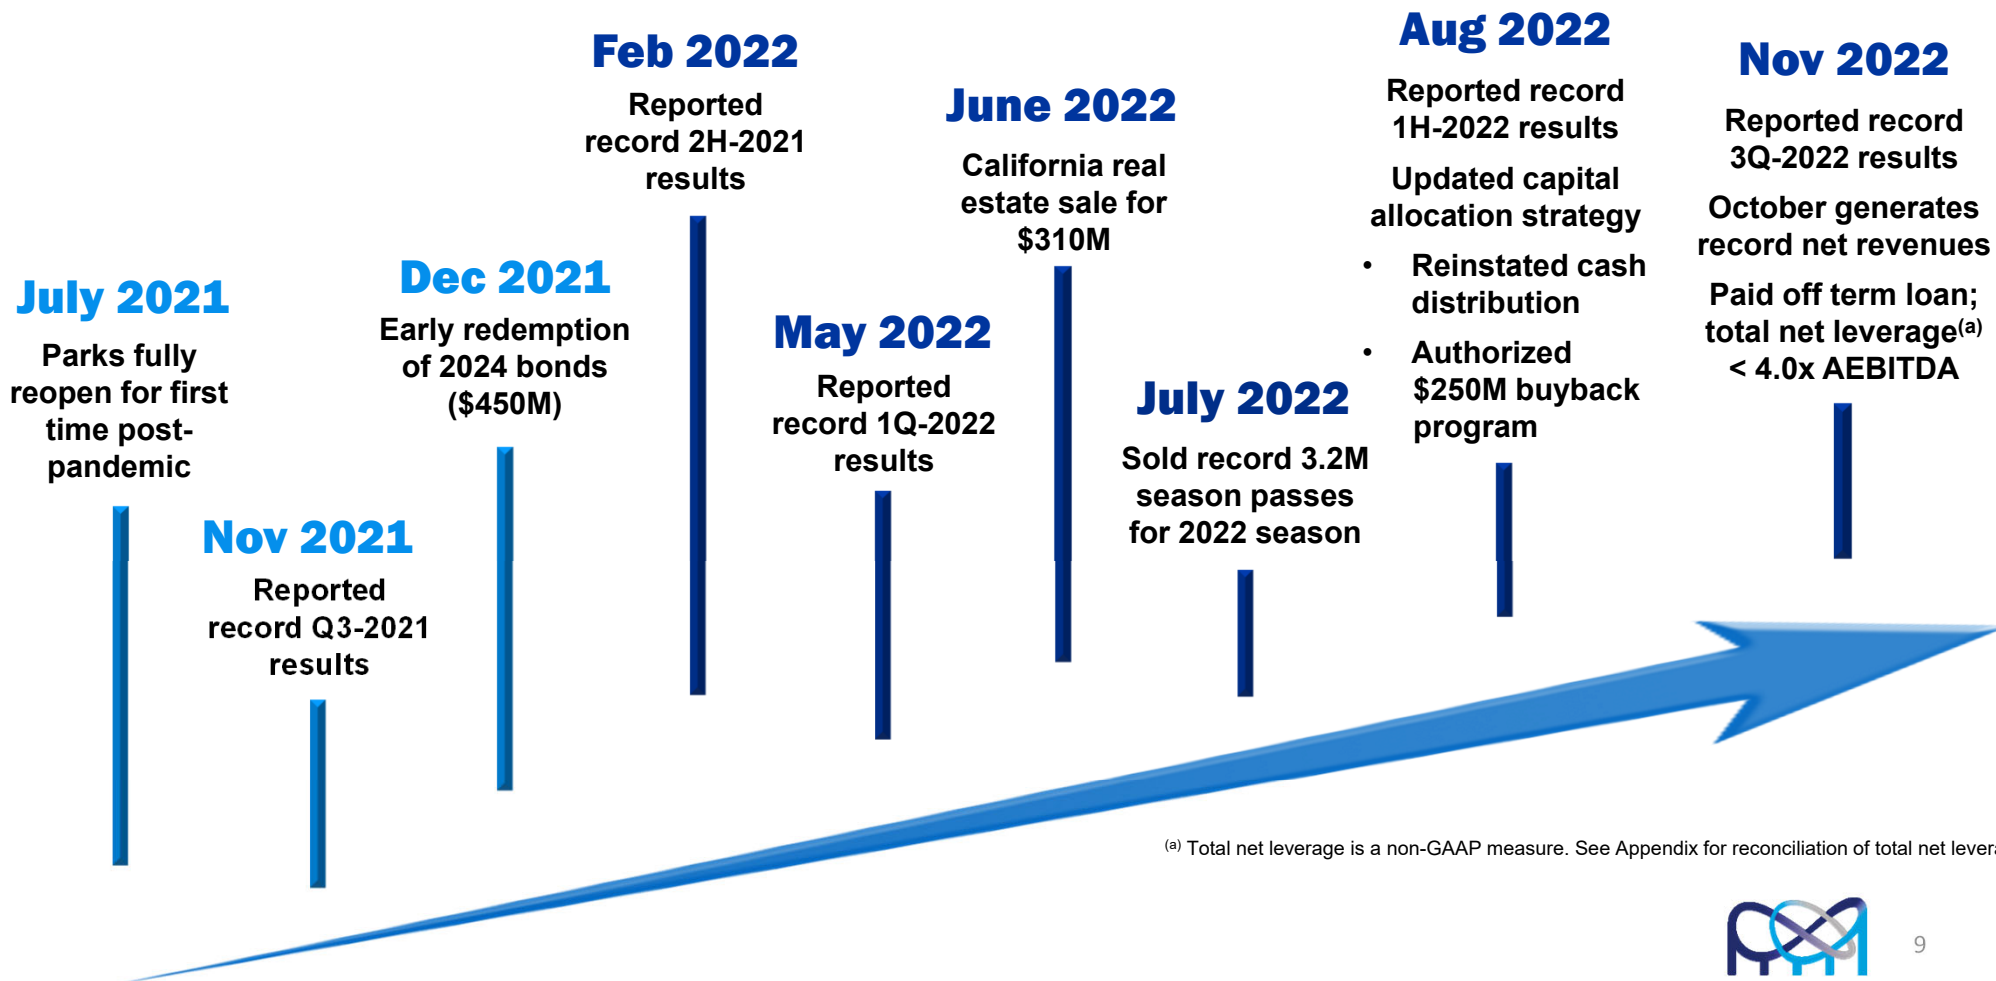 July 2021
Parks fully
reopen for first
time post-
pandemic
Nov 2021
Reported
record Q3-2021
results
Dec 2021
Early redemption
of 2024 bonds
($450M)
Feb 2022
Reported
record 2H-2021
results
May 2022
Reported
record 1Q-2022
results
June 2022
California real
estate sale for
$310M
July 2022
Sold record 3.2M
season passes
for 2022 season
Aug 2022
Reported record
1H-2022 results
Updated capital
allocation strategy
• Reinstated cash
distribution
• Authorized
$250M buyback
program
Nov 2022
Reported record
3Q-2022 results
October generates
record net revenues
Paid off term loan;
total net leverage(a)
< 4.0x AEBITDA
(a) Total net leverage is a non-GAAP measure. See Appendix for reconciliation of total net
9